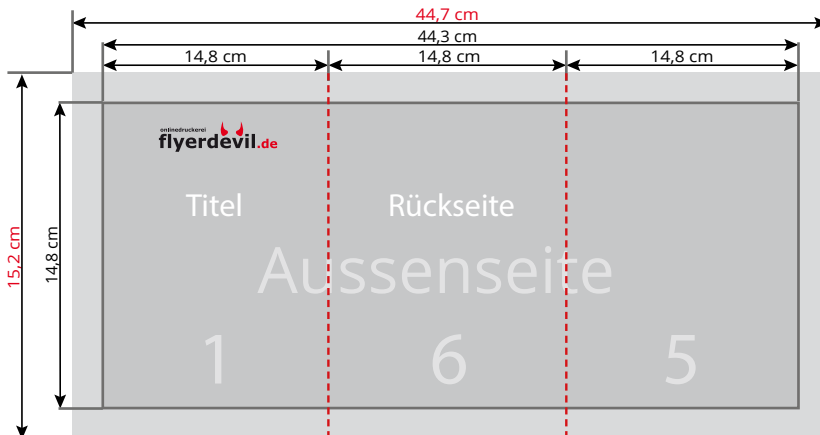 44,7 cm
44,3 cm
14,8 cm 14,8 cm 14,8 cm
onlinedruckerei
flyerdevil.de
Titel Rückseite
15,2 cm
14,8 cm
Aussenseite
1 6 5